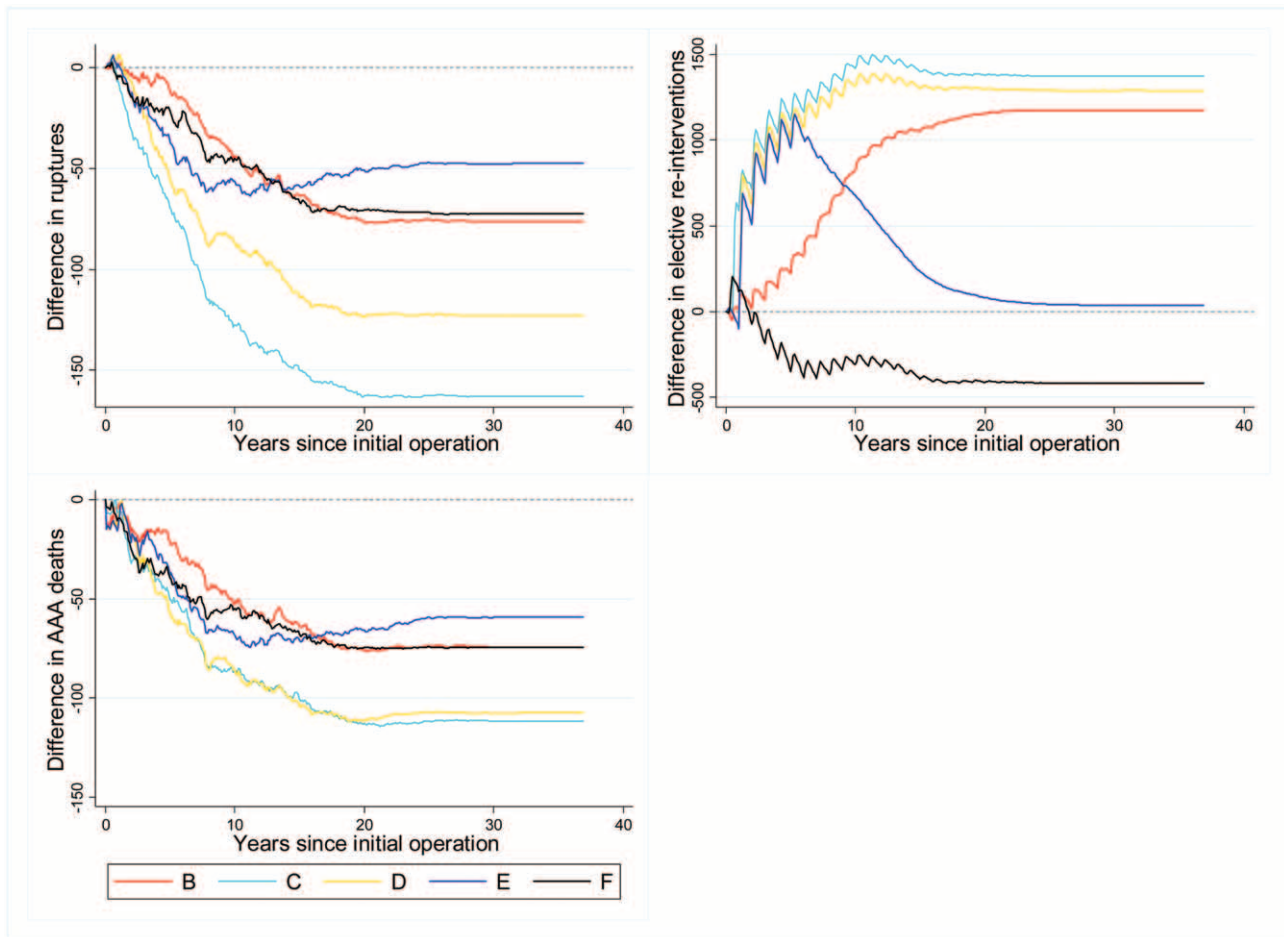 Difference in ruptures
0
-50
-100
-150
0 10 20 30 40
Years since initial operation
Difference in elective re-interventions
1500
1000
500
0
-500
0 10 20 30 40
Years since initial operation
Difference in AAA deaths
0
-50
-100
-150
0 10 20 30 40
Years since initial operation
B C D E F